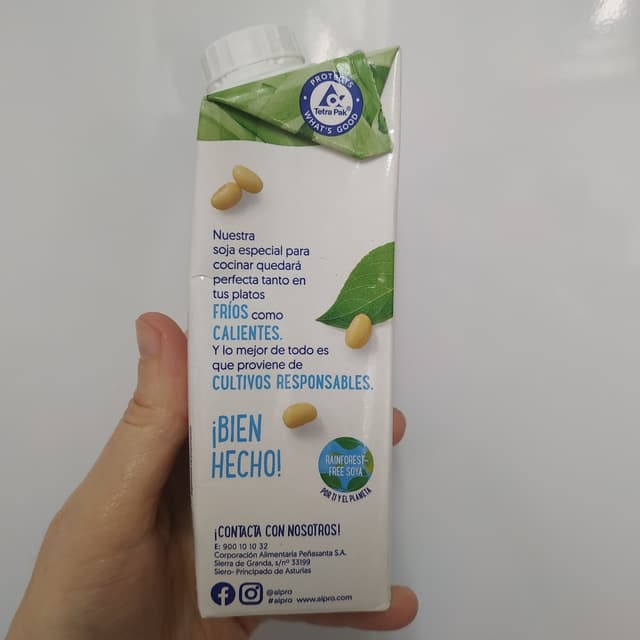 PROTECTS
Tetra Pak®
WHAT'S GOOD
Nuestra
soja especial para
cocinar quedará
perfecta tanto en
tus platos
FRÍOS como
CALIENTES.
Y lo mejor de todo es
que proviene de
CULTIVOS RESPONSABLES.
¡BIEN
HECHO!
RAINFOREST-
FREE SOYA
POR TI Y EL PLANETA
¡CONTACTA CON NOSOTROS!
E: 900 10 10 32
Corporación Alimentaria Peñasanta S.A.
Sierra de Granda, s/nº 33199
Siero- Principado de Asturias
@alpro
#alpro www.alpro.com